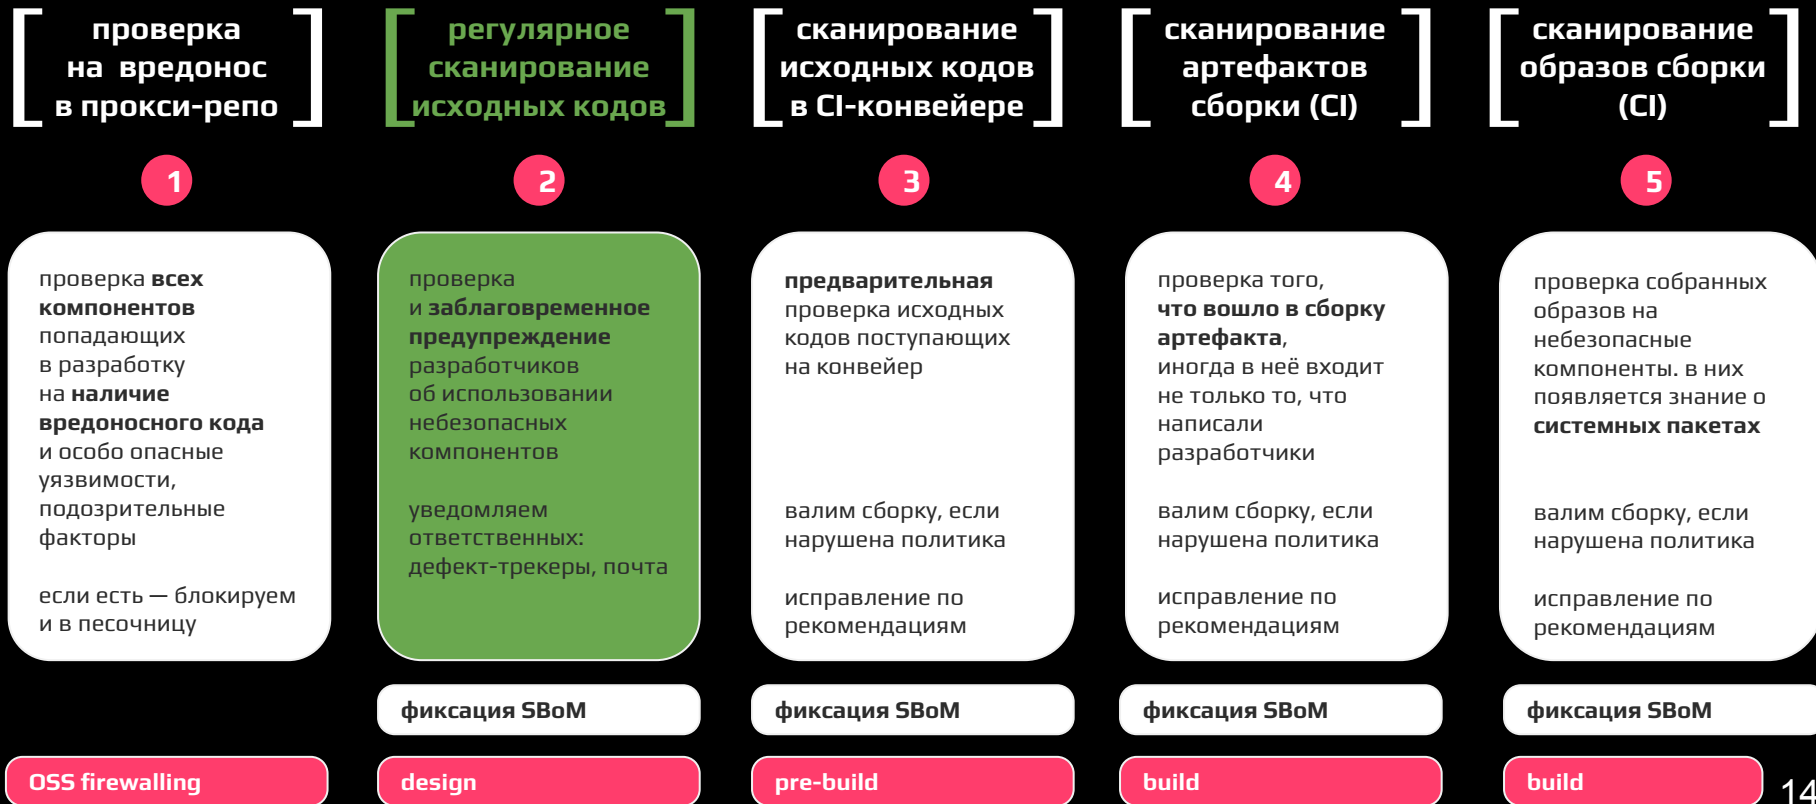 проверка
на вредонос
в прокси-репо
регулярное
сканирование
исходных кодов
сканирование
исходных кодов
в CI-конвейере
сканирование
артефактов
сборки (CI)
сканирование
образов сборки
(CI)
1
2
3
4
5
проверка всех
компонентов
попадающих
в разработку
на наличие
вредоносного кода
и особо опасные
уязвимости,
подозрительные
факторы
если есть — блокируем
и в песочницу
проверка
и заблаговременное
предупреждение
разработчиков
об использовании
небезопасных
компонентов
уведомляем
ответственных:
дефект-трекеры, почта
предварительная
проверка исходных
кодов поступающих
на конвейер
валим сборку, если
нарушена политика
исправление по
рекомендациям
проверка того,
что вошло в сборку
артефакта,
иногда в неё входит
не только то, что
написали
разработчики
валим сборку, если
нарушена политика
исправление по
рекомендациям
проверка собранных
образов на
небезопасные
компоненты. в них
появляется знание о
системных пакетах
валим сборку, если
нарушена политика
исправление по
рекомендациям
фиксация SBoM
фиксация SBoM
фиксация SBoM
фиксация SBoM
OSS firewalling
design
pre-build
build
build
14